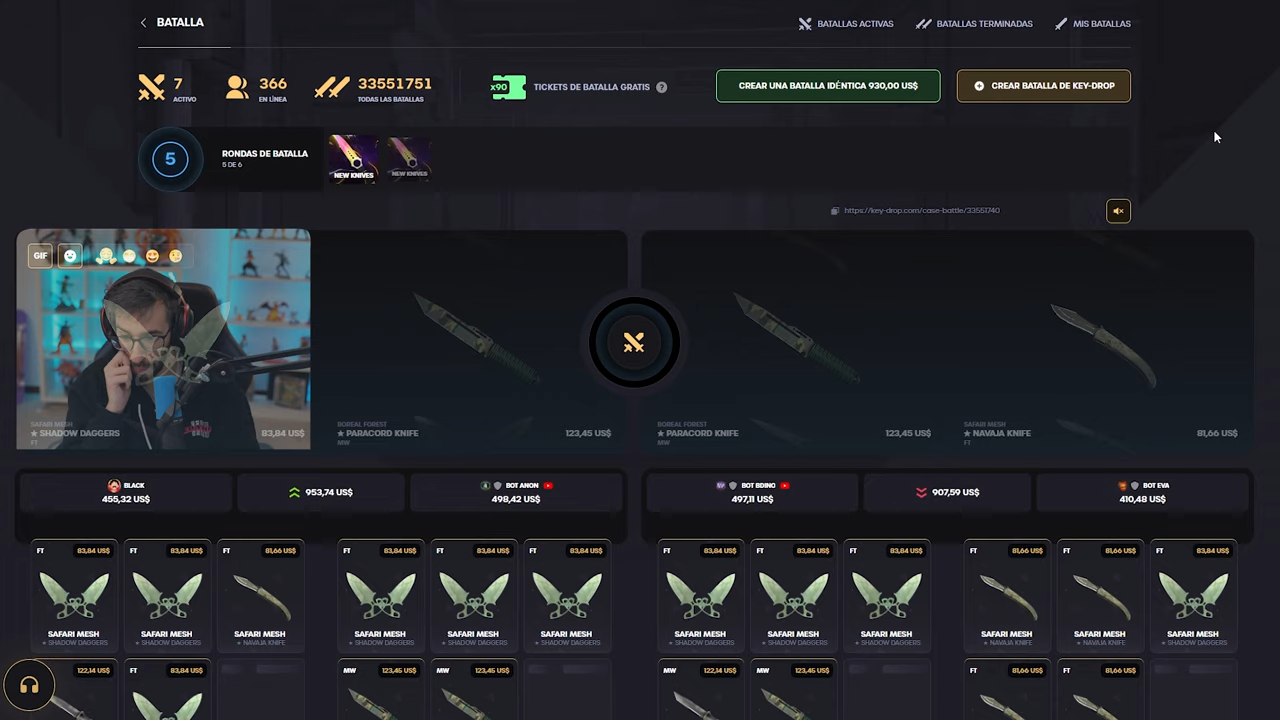 BATALLA
BATALLAS ACTIVAS
BATALLAS TERMINADAS
MIS BATALLAS
7
ACTIVO
366
EN LÍNEA
33551751
TODAS LAS BATALLAS
x90
TICKETS DE BATALLA GRATIS
?
CREAR UNA BATALLA IDÉNTICA 930,00 US$
CREAR BATALLA DE KEY-DROP
5
RONDAS DE BATALLA
5 DE 6
NEW KNIVES
NEW KNIVES
https://key-drop.com/case-battle/33551740
GIF
SAFARI MESH
★ SHADOW DAGGERS
FT
83,84 US$
BOREAL FOREST
★ PARACORD KNIFE
MW
123,45 US$
BOREAL FOREST
★ PARACORD KNIFE
MW
123,45 US$
SAFARI MESH
★ NAVAJA KNIFE
FT
81,66 US$
BLACK
455,32 US$
953,74 US$
BOT ANON
498,42 US$
BOT BDINO
497,11 US$
907,59 US$
BOT EVA
410,48 US$
FT 83,84 US$
SAFARI MESH
★ SHADOW DAGGERS
FT 83,84 US$
SAFARI MESH
★ SHADOW DAGGERS
FT 81,66 US$
SAFARI MESH
★ NAVAJA KNIFE
FT 83,84 US$
SAFARI MESH
★ SHADOW DAGGERS
FT 83,84 US$
SAFARI MESH
★ SHADOW DAGGERS
FT 83,84 US$
SAFARI MESH
★ SHADOW DAGGERS
FT 83,84 US$
SAFARI MESH
★ SHADOW DAGGERS
FT 83,84 US$
SAFARI MESH
★ SHADOW DAGGERS
FT 83,84 US$
SAFARI MESH
★ SHADOW DAGGERS
FT 81,66 US$
SAFARI MESH
★ NAVAJA KNIFE
FT 81,66 US$
SAFARI MESH
★ NAVAJA KNIFE
FT 83,84 US$
SAFARI MESH
★ SHADOW DAGGERS
122,14 US$
FT 83,84 US$
MW 123,45 US$
MW 123,45 US$
MW 122,14 US$
MW 123,45 US$
FT 81,66 US$
FT 81,66 US$